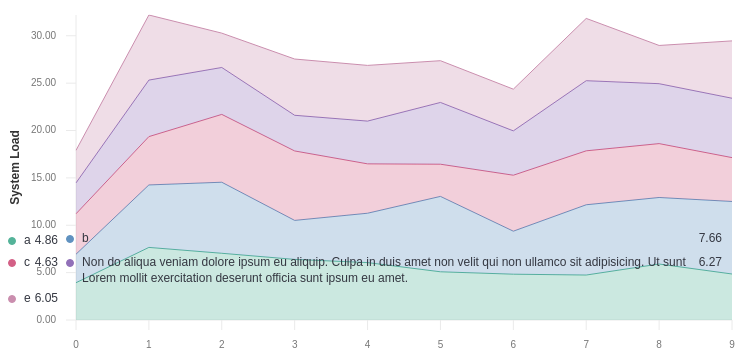 30.00
25.00
20.00
15.00
10.00
5.00
0.00
System Load
a 4.86 b 7.66
c 4.63 Non do aliqua veniam dolore ipsum eu aliquip. Culpa in duis amet non velit qui non ullamco sit adipisicing. Ut sunt 6.27
Lorem mollit exercitation deserunt officia sunt ipsum eu amet.
e 6.05
0 1 2 3 4 5 6 7 8 9